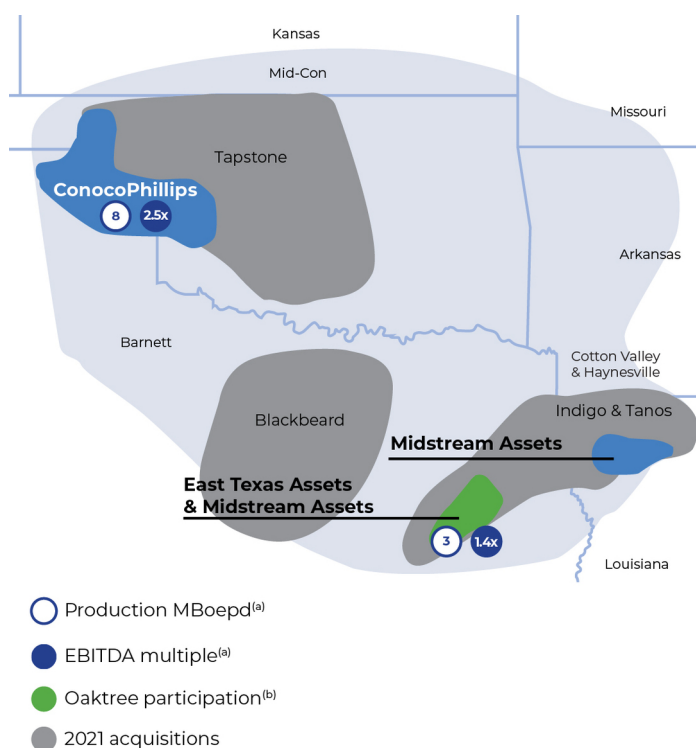 Kansas
Mid-Con
Missouri
Tapstone
ConocoPhillips
8
2.5x
Arkansas
Barnett
Cotton Valley
& Haynesville
Indigo & Tanos
Blackbeard
Midstream Assets
East Texas Assets
& Midstream Assets
3
1.4x
Louisiana
Production MBoepd(a)
EBITDA multiple(a)
Oaktree participation(b)
2021 acquisitions